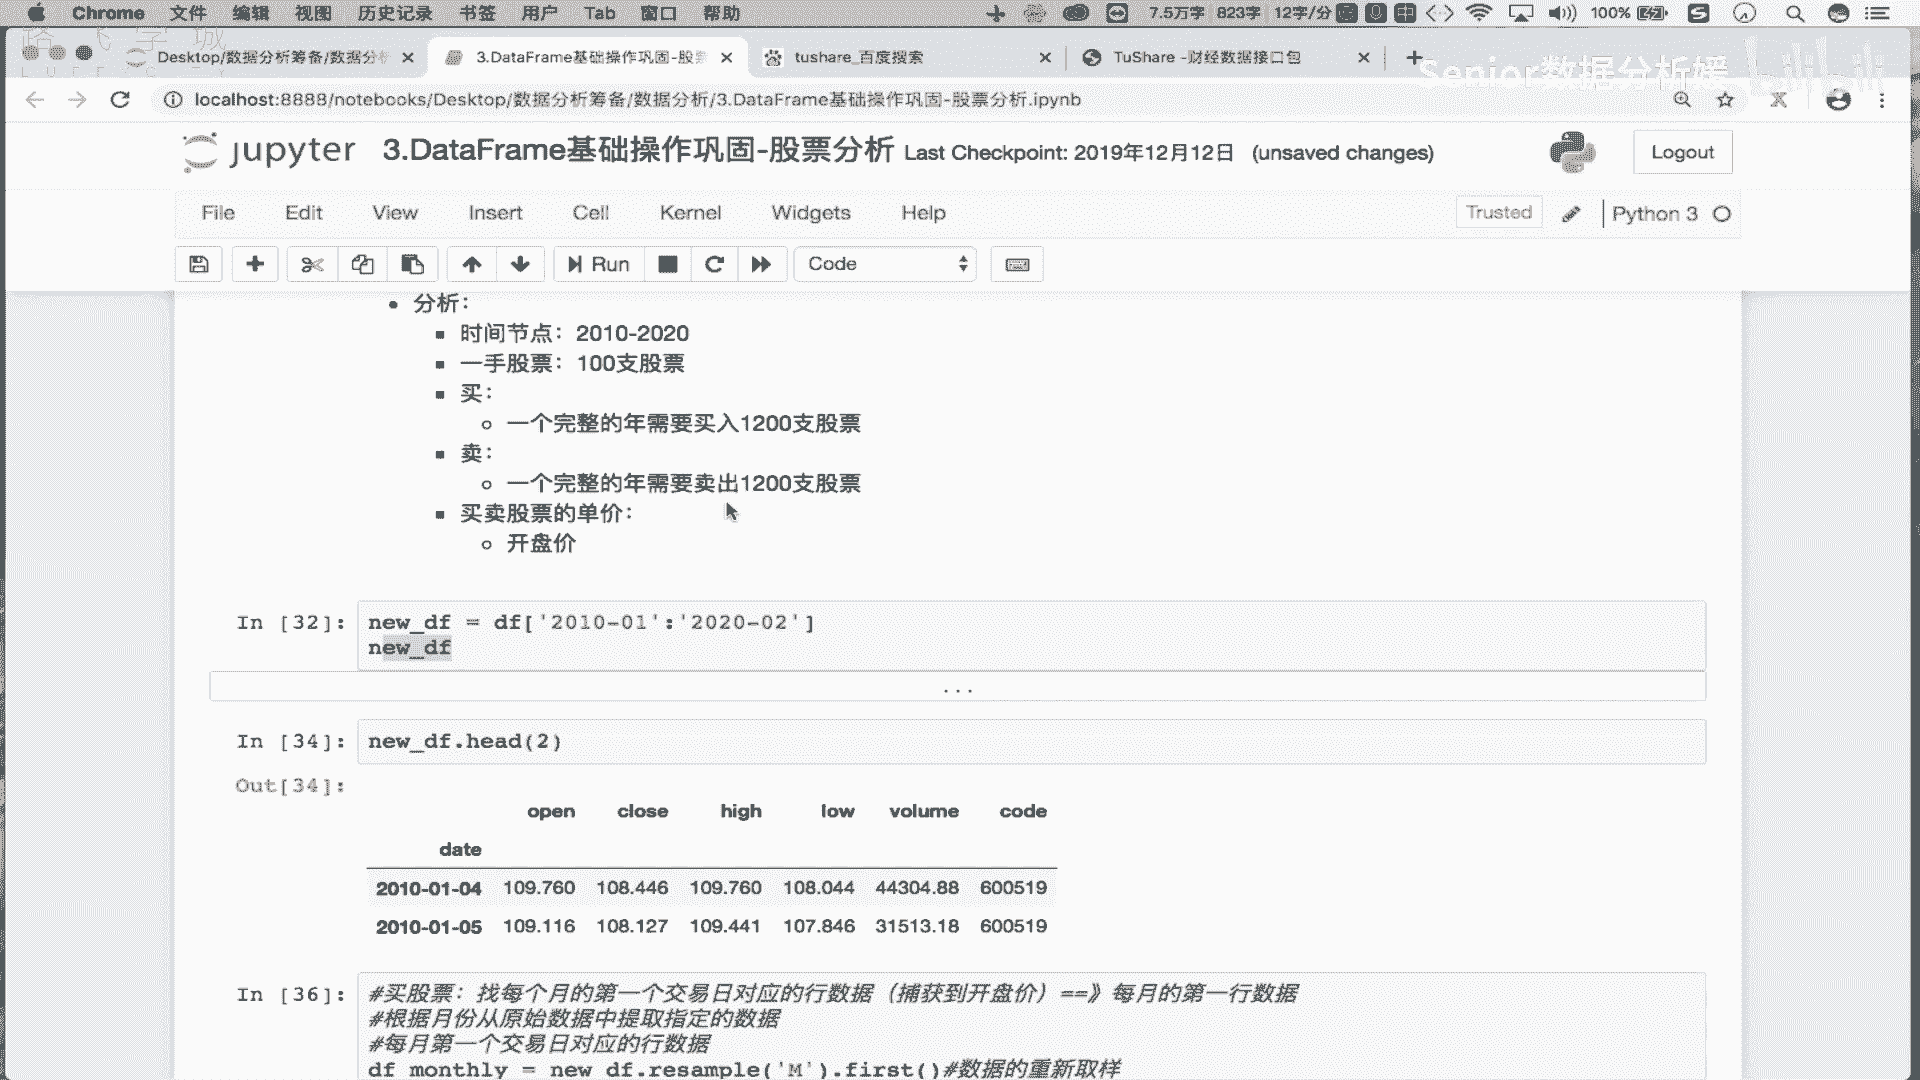 Chrome 文件 编辑 视图 历史记录 书签 用户 Tab 窗口 帮助 7.5万字 823字 12字/分 100%
Desktop/数据分析筹备/数据分析 3.DataFrame基础操作巩固-股票 tushare_百度搜索 TuShare -财经数据接口包
Senior数据分析媛 bilibili
localhost:8888/notebooks/Desktop/数据分析筹备/数据分析/3.DataFrame基础操作巩固-股票分析.ipynb
jupyter 3.DataFrame基础操作巩固-股票分析 Last Checkpoint: 2019年12月12日 (unsaved changes) Logout
File Edit View Insert Cell Kernel Widgets Help Trusted Python 3
Run Code
分析：
时间节点：2010-2020
一手股票：100支股票
买：
一个完整的年需要买入1200支股票
卖：
一个完整的年需要卖出1200支股票
买卖股票的单价：
开盘价
In [32]: new_df = df['2010-01':'2020-02']
new_df
...
In [34]: new_df.head(2)
Out[34]:
open close high low volume code
date
2010-01-04 109.760 108.446 109.760 108.044 44304.88 600519
2010-01-05 109.116 108.127 109.441 107.846 31513.18 600519
In [36]: #买股票：找每个月的第一个交易日对应的行数据（捕获到开盘价）==》每月的第一行数据
#根据月份从原始数据中提取指定的数据
#每月第一个交易日对应的行数据
df_monthly = new_df.resample('M').first()#数据的重新取样